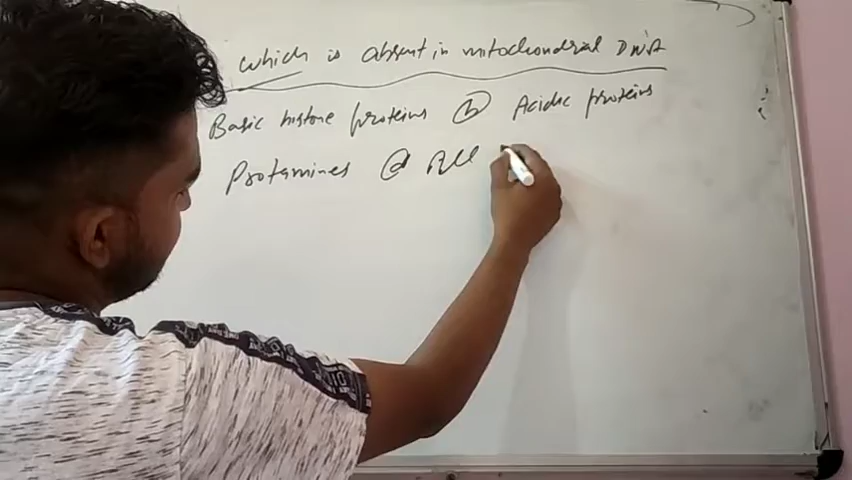 which is absent in mitochondrial DNA
Basic histone proteins (b) Acidic proteins
Protamines (d) All